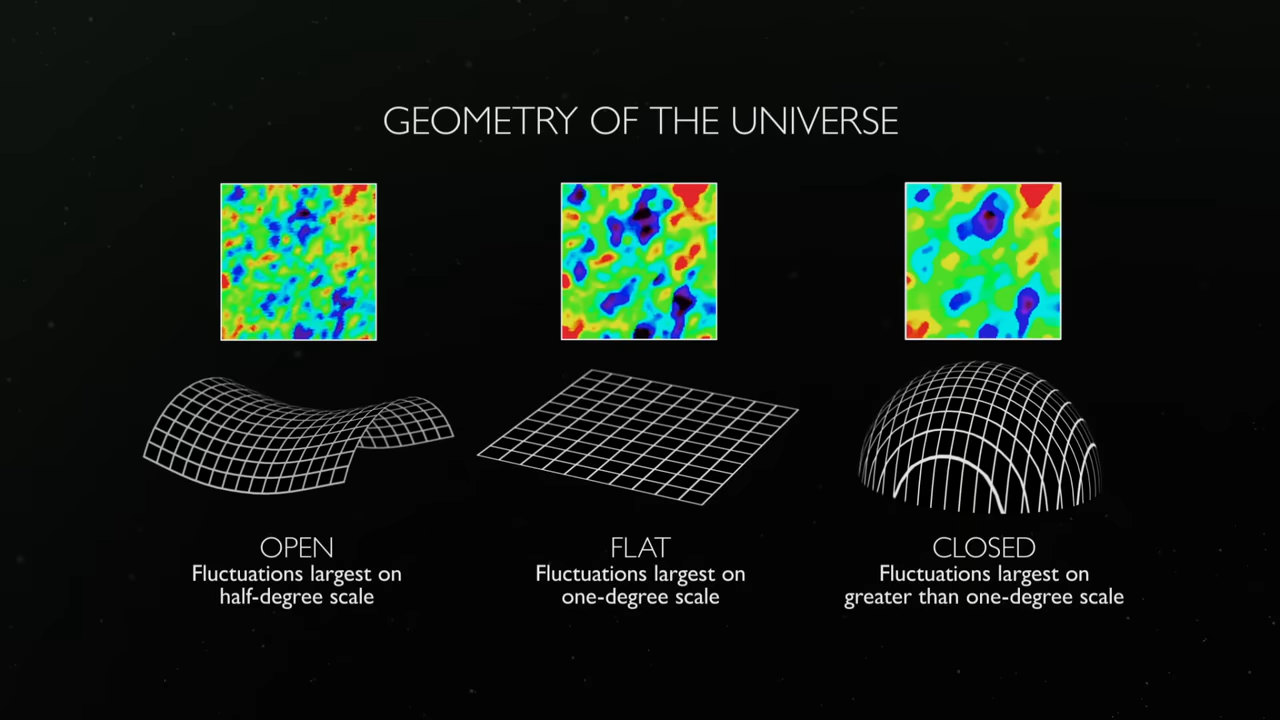 GEOMETRY OF THE UNIVERSE
OPEN
Fluctuations largest on
half-degree scale
FLAT
Fluctuations largest on
one-degree scale
CLOSED
Fluctuations largest on
greater than one-degree scale